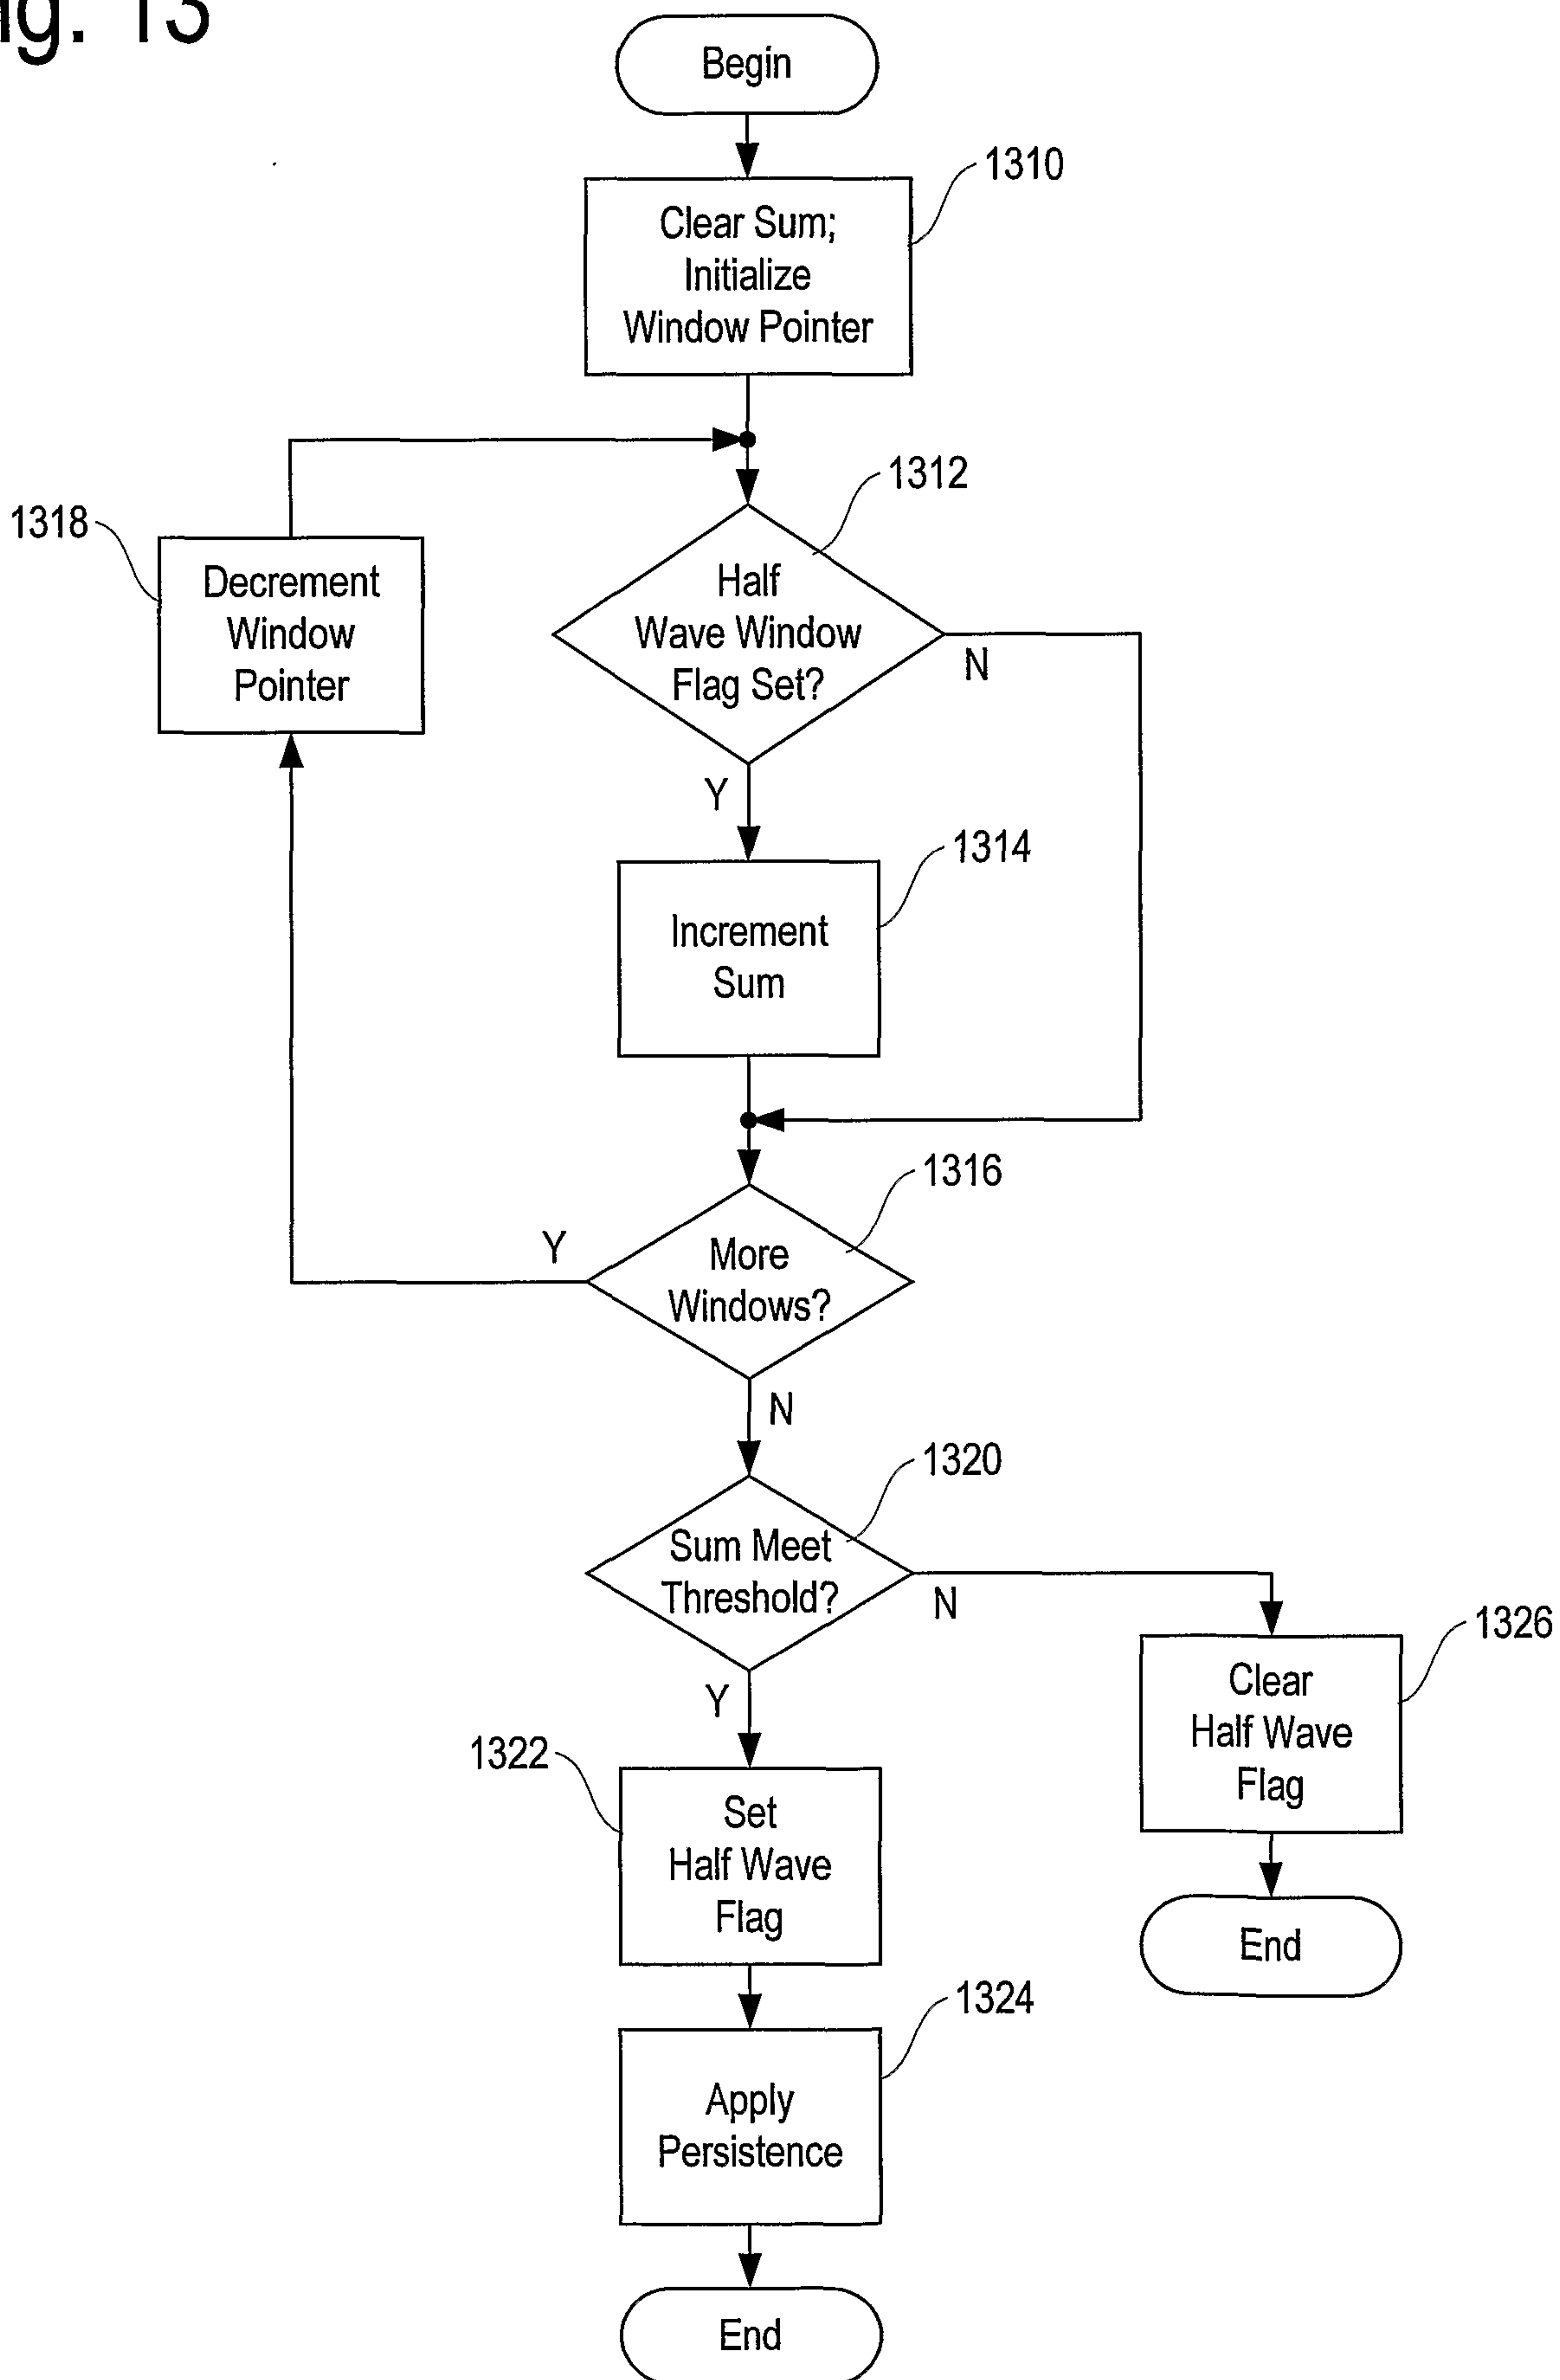 ig. 13
Begin
1310
Clear Sum;
Initialize
Window Pointer
1312
1318
Decrement
Window
Pointer
Half
Wave Window
Flag Set?
N
Y
1314
Increment
Sum
1316
Y
More
Windows?
N
1320
Sum Meet
Threshold?
N
1326
Y
Clear
Half Wave
Flag
1322
Set
Half Wave
Flag
End
1324
Apply
Persistence
End